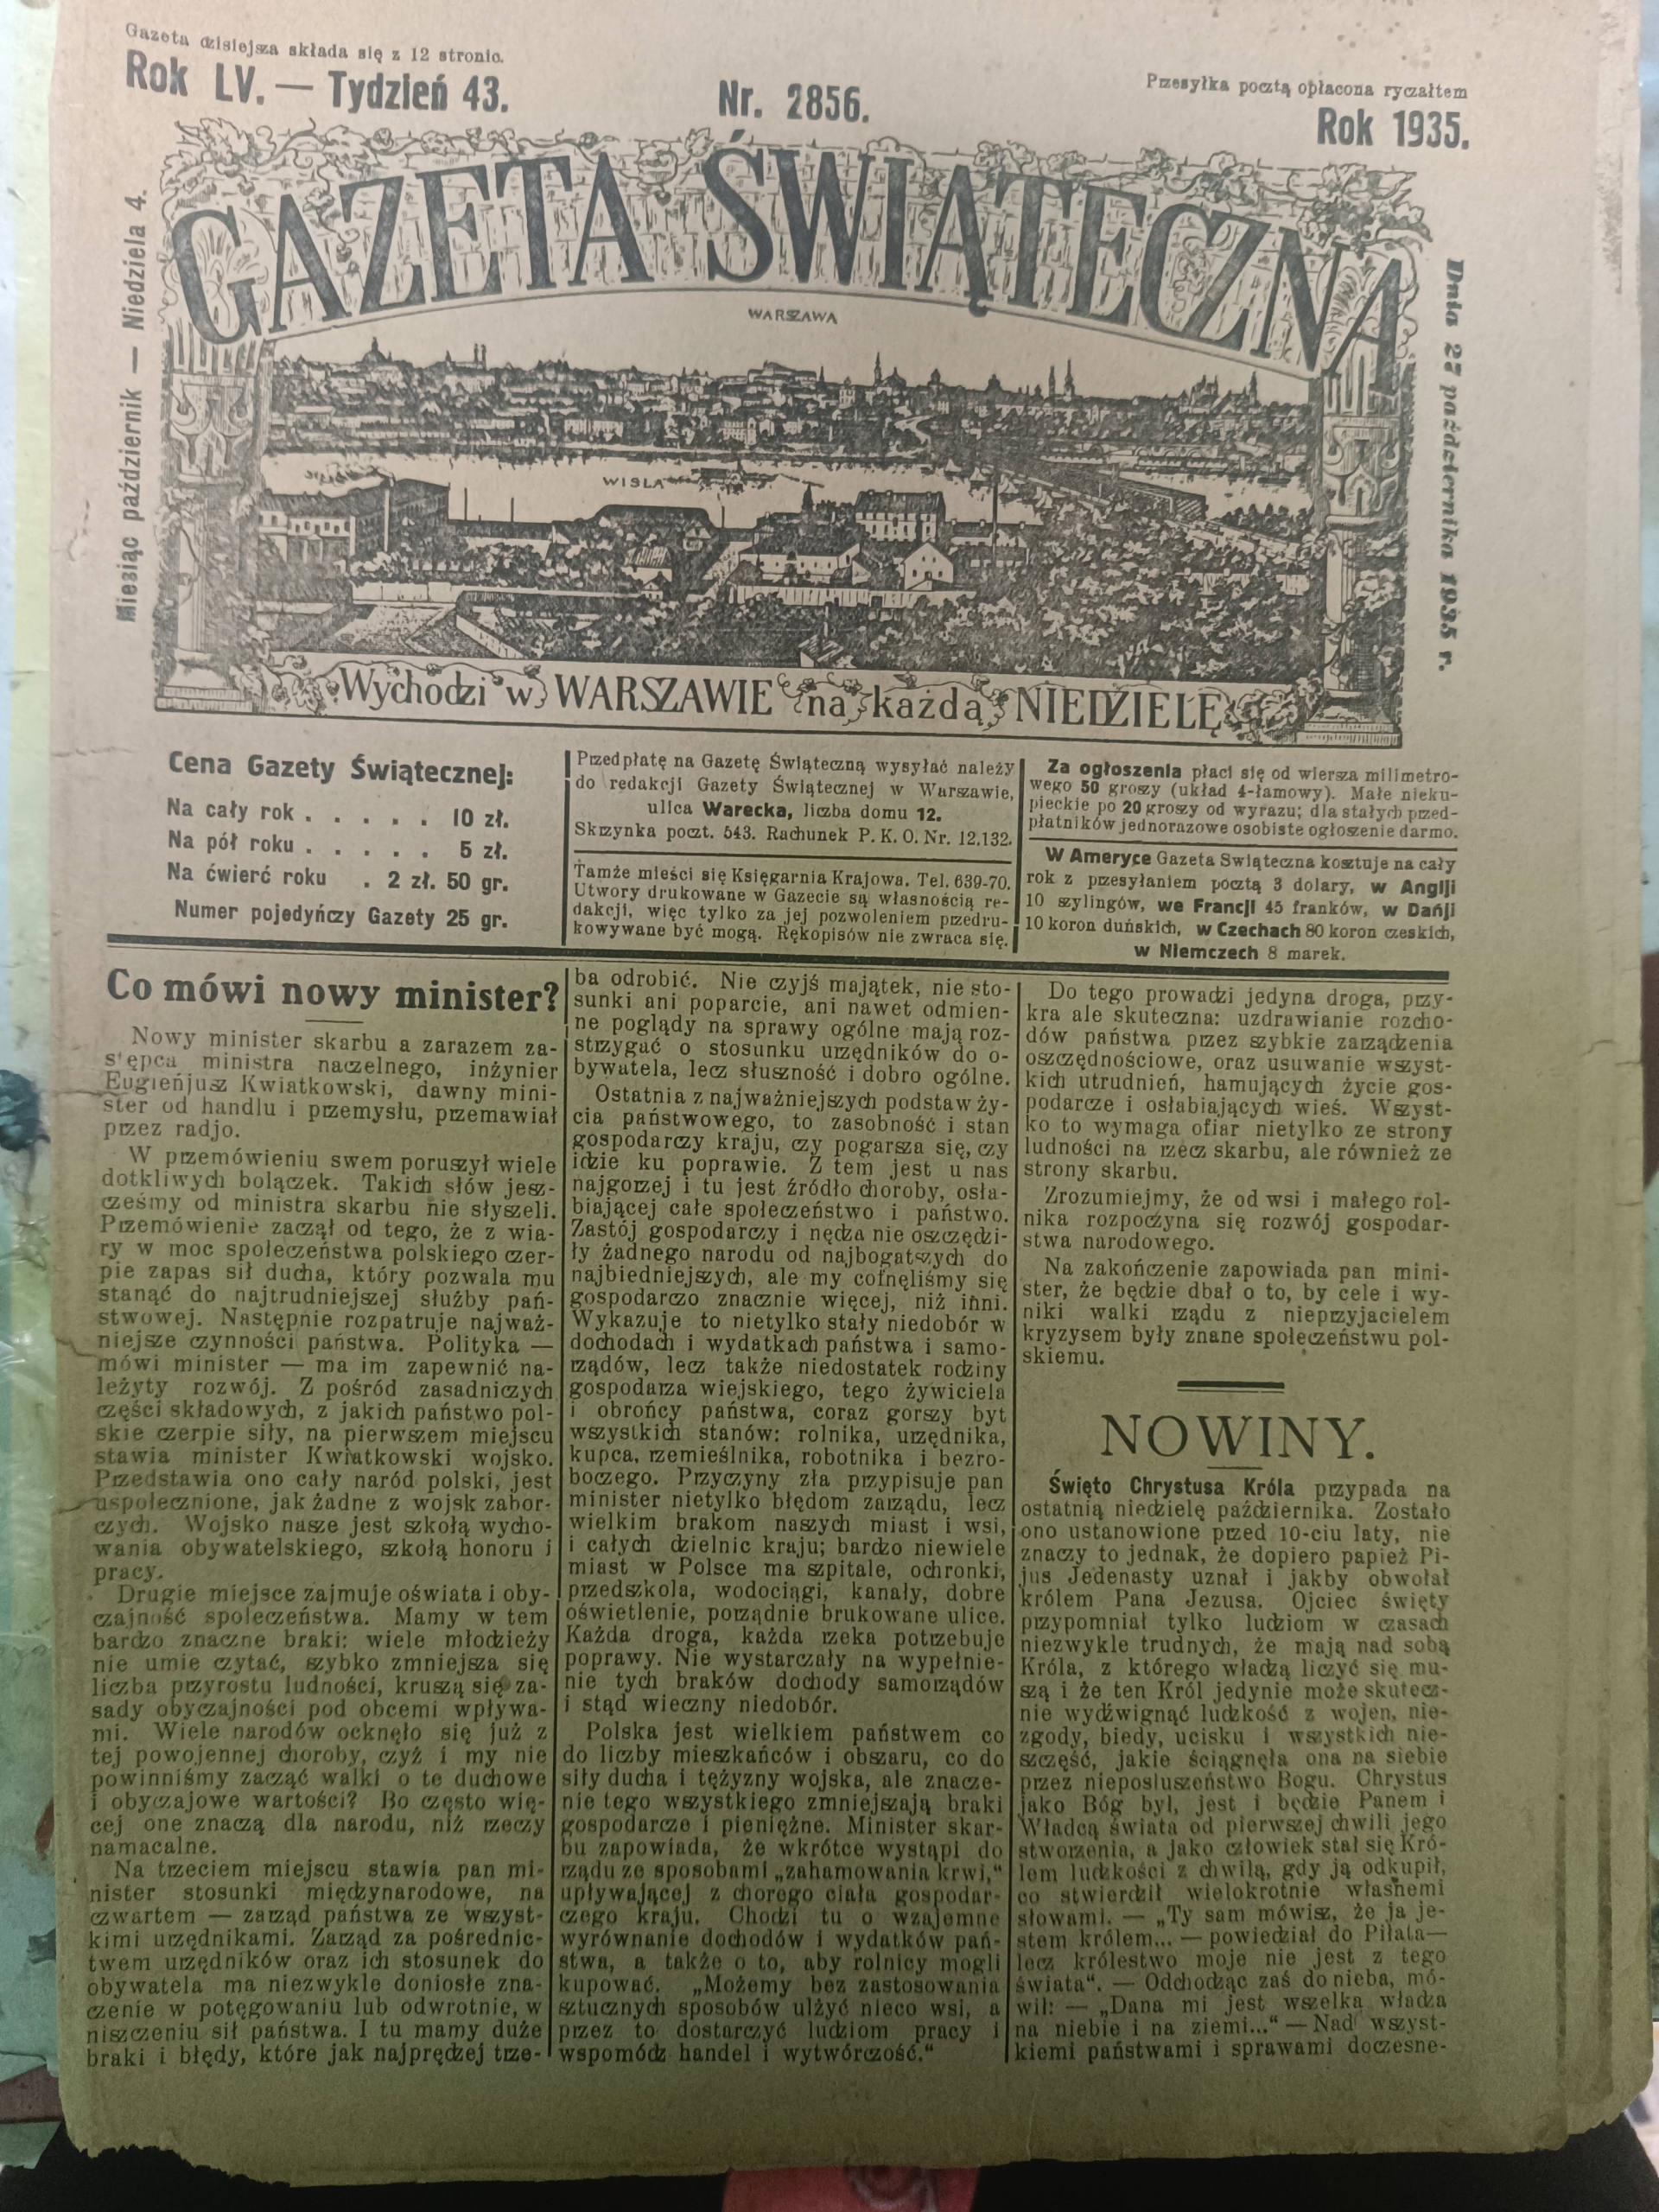 Gazeta dzisiejsza składa się z 12 stronic.
Rok LV. — Tydzień 43.
Nr. 2856.
Przesyłka pocztą opłacona ryczałtem
Rok 1935.
Miesiąc październik — Niedziela 4.
GAZETA ŚWIĄTECZNA
Dnia 27 października 1935 r.
WARSZAWA
WISŁA
Wychodzi w WARSZAWIE na każdą NIEDZIELĘ
Cena Gazety Świątecznej:
Na cały rok . . . . . 10 zł.
Na pół roku . . . . . 5 zł.
Na ćwierć roku . 2 zł. 50 gr.
Numer pojedyńczy Gazety 25 gr.
Przedpłatę na Gazetę Świąteczną wysyłać należy
do redakcji Gazety Świątecznej w Warszawie,
ulica Warecka, liczba domu 12.
Skrzynka poczt. 543. Rachunek P. K. O. Nr. 12.132.
Tamże mieści się Księgarnia Krajowa. Tel. 639-70.
Utwory drukowane w Gazecie są własnością re-
dakcji, więc tylko za jej pozwoleniem przedru-
kowywane być mogą. Rękopisów nie zwraca się.
Za ogłoszenia płaci się od wiersza milimetro-
wego 50 groszy (układ 4-łamowy). Małe nieku-
pieckie po 20 groszy od wyrazu; dla stałych przed-
płatników jednorazowe osobiste ogłoszenie darmo.
W Ameryce Gazeta Świąteczna kosztuje na cały
rok z przesyłaniem pocztą 3 dolary, w Anglji
10 szylingów, we Francji 45 franków, w Dańji
10 koron duńskich, w Czechach 80 koron czeskich,
w Niemczech 8 marek.
Co mówi nowy minister?
Nowy minister skarbu a zarazem za-
stępca ministra naczelnego, inżynier
Eugieńjusz Kwiatkowski, dawny mini-
ster od handlu i przemysłu, przemawiał
przez radjo.
W przemówieniu swem poruszył wiele
dotkliwych bolączek. Takich słów jesz-
cześmy od ministra skarbu nie słyszeli.
Przemówienie zaczął od tego, że z wia-
ry w moc społeczeństwa polskiego czer-
pie zapas sił ducha, który pozwala mu
stanąć do najtrudniejszej służby pań-
stwowej. Następnie rozpatruje najważ-
niejsze czynności państwa. Polityka —
mówi minister — ma im zapewnić na-
leżyty rozwój. Z pośród zasadniczych
części składowych, z jakich państwo pol-
skie czerpie siły, na pierwszem miejscu
stawia minister Kwiatkowski wojsko.
Przedstawia ono cały naród polski, jest
uspołecznione, jak żadne z wojsk zabor-
czych. Wojsko nasze jest szkołą wycho-
wania obywatelskiego, szkołą honoru i
pracy.
Drugie miejsce zajmuje oświata i oby-
czajność społeczeństwa. Mamy w tem
bardzo znaczne braki: wiele młodzieży
nie umie czytać, szybko zmniejsza się
liczba przyrostu ludności, kruszą się za-
sady obyczajności pod obcemi wpływa-
mi. Wiele narodów ocknęło się już z
tej powojennej choroby, czyż i my nie
powinniśmy zacząć walki o te duchowe
i obyczajowe wartości? Bo często wię-
cej one znaczą dla narodu, niż rzeczy
namacalne.
Na trzeciem miejscu stawia pan mi-
nister stosunki międzynarodowe, na
czwartem — zarząd państwa ze wszyst-
kimi urzędnikami. Zarząd za pośrednic-
twem urzędników oraz ich stosunek do
obywatela ma niezwykle doniosłe zna-
czenie w potęgowaniu lub odwrotnie, w
niszczeniu sił państwa. I tu mamy duże
braki i błędy, które jak najprędzej trze-
ba odrobić. Nie czyjś majątek, nie sto-
sunki ani poparcie, ani nawet odmien-
ne poglądy na sprawy ogólne mają roz-
strzygać o stosunku urzędników do o-
bywatela, lecz słuszność i dobro ogólne.
Ostatnia z najważniejszych podstaw ży-
cia państwowego, to zasobność i stan
gospodarczy kraju, czy pogarsza się, czy
idzie ku poprawie. Z tem jest u nas
najgorzej i tu jest źródło choroby, osła-
biającej całe społeczeństwo i państwo.
Zastój gospodarczy i nędza nie oszczędzi-
ły żadnego narodu od najbogatszych do
najbiedniejszych, ale my cofnęliśmy się
gospodarczo znacznie więcej, niż inni.
Wykazuje to nietylko stały niedobór w
dochodach i wydatkach państwa i samo-
rządów, lecz także niedostatek rodziny
gospodarza wiejskiego, tego żywiciela
i obrońcy państwa, coraz gorszy byt
wszystkich stanów: rolnika, urzędnika,
kupca, rzemieślnika, robotnika i bezro-
boczego. Przyczyny zła przypisuje pan
minister nietylko błędom zarządu, lecz
wielkim brakom naszych miast i wsi,
i całych dzielnic kraju; bardzo niewiele
miast w Polsce ma szpitale, ochronki,
przedszkola, wodociągi, kanały, dobre
oświetlenie, porządnie brukowane ulice.
Każda droga, każda rzeka potrzebuje
poprawy. Nie wystarczały na wypełnie-
nie tych braków dochody samorządów
i stąd wieczny niedobór.
Polska jest wielkiem państwem co
do liczby mieszkańców i obszaru, co do
siły ducha i tężyzny wojska, ale znacze-
nie tego wszystkiego zmniejszają braki
gospodarcze i pieniężne. Minister skar-
bu zapowiada, że wkrótce wystąpi do
rządu ze sposobami „zahamowania krwi,“
upływającej z chorego ciała gospodar-
czego kraju. Chodzi tu o wzajemne
wyrównanie dochodów i wydatków pań-
stwa, a także o to, aby rolnicy mogli
kupować. „Możemy bez zastosowania
sztucznych sposobów ulżyć nieco wsi, a
przez to dostarczyć ludziom pracy i
wspomódz handel i wytwórczość.“
Do tego prowadzi jedyna droga, przy-
kra ale skuteczna: uzdrawianie rozcho-
dów państwa przez szybkie zarządzenia
oszczędnościowe, oraz usuwanie wszyst-
kich utrudnień, hamujących życie gos-
podarcze i osłabiających wieś. Wszyst-
ko to wymaga ofiar nietylko ze strony
ludności na rzecz skarbu, ale również ze
strony skarbu.
Zrozumiejmy, że od wsi i małego rol-
nika rozpoczyna się rozwój gospodar-
stwa narodowego.
Na zakończenie zapowiada pan mini-
ster, że będzie dbał o to, by cele i wy-
niki walki rządu z nieprzyjacielem
kryzysem były znane społeczeństwu pol-
skiemu.
NOWINY.
Święto Chrystusa Króla przypada na
ostatnią niedzielę października. Zostało
ono ustanowione przed 10-ciu laty, nie
znaczy to jednak, że dopiero papież Pi-
jus Jedenasty uznał i jakby obwołał
królem Pana Jezusa. Ojciec święty
przypomniał tylko ludziom w czasach
niezwykle trudnych, że mają nad sobą
Króla, z którego władzą liczyć się mu-
szą i że ten Król jedynie może skutecz-
nie wydźwignąć ludzkość z wojen, nie-
zgody, biedy, ucisku i wszystkich nie-
szczęść, jakie ściągnęła ona na siebie
przez nieposłuszeństwo Bogu. Chrystus
jako Bóg był, jest i będzie Panem i
Władcą świata od pierwszej chwili jego
stworzenia, a jako człowiek stał się Kró-
lem ludzkości z chwilą, gdy ją odkupił,
co stwierdził wielokrotnie własnemi
słowami. — „Ty sam mówisz, że ja je-
stem królem... — powiedział do Piłata—
lecz królestwo moje nie jest z tego
świata“. — Odchodząc zaś do nieba, mó-
wił: — „Dana mi jest wszelka władza
na niebie i na ziemi...“ — Nad wszyst-
kiemi państwami i sprawami doczesne-